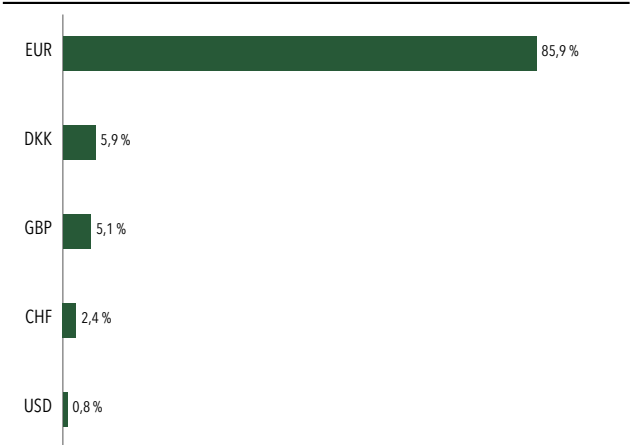 EUR 85,9 %
DKK 5,9 %
GBP 5,1 %
CHF 2,4 %
USD 0,8 %